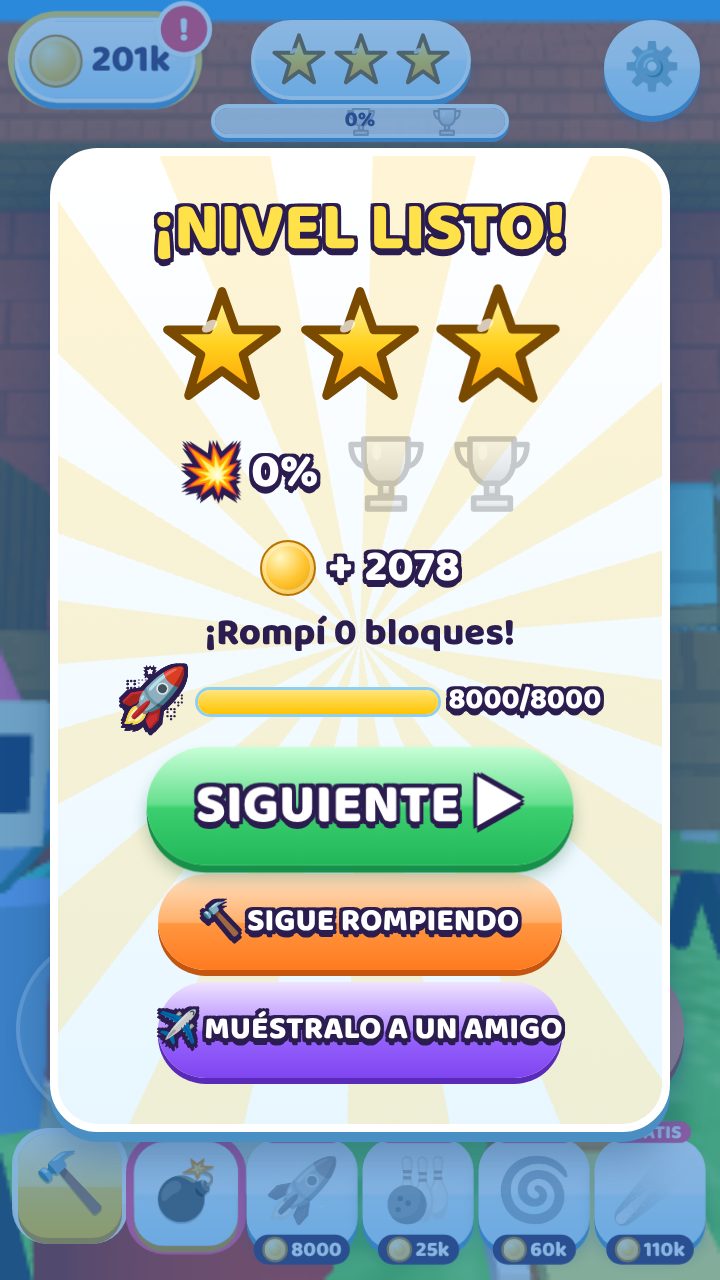 201k
!
0%
¡NIVEL LISTO!
0%
+ 2078
¡Rompí 0 bloques!
8000/8000
SIGUIENTE
SIGUE ROMPIENDO
MUÉSTRALO A UN AMIGO
8000
25k
60k
110k